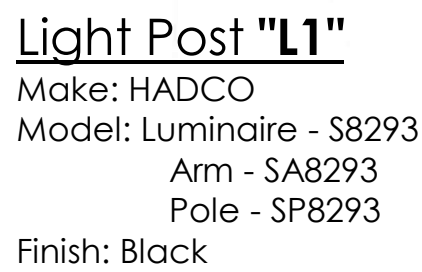 Light Post "L1"
Make: HADCO
Model: Luminaire - S8293
Arm - SA8293
Pole - SP8293
Finish: Black